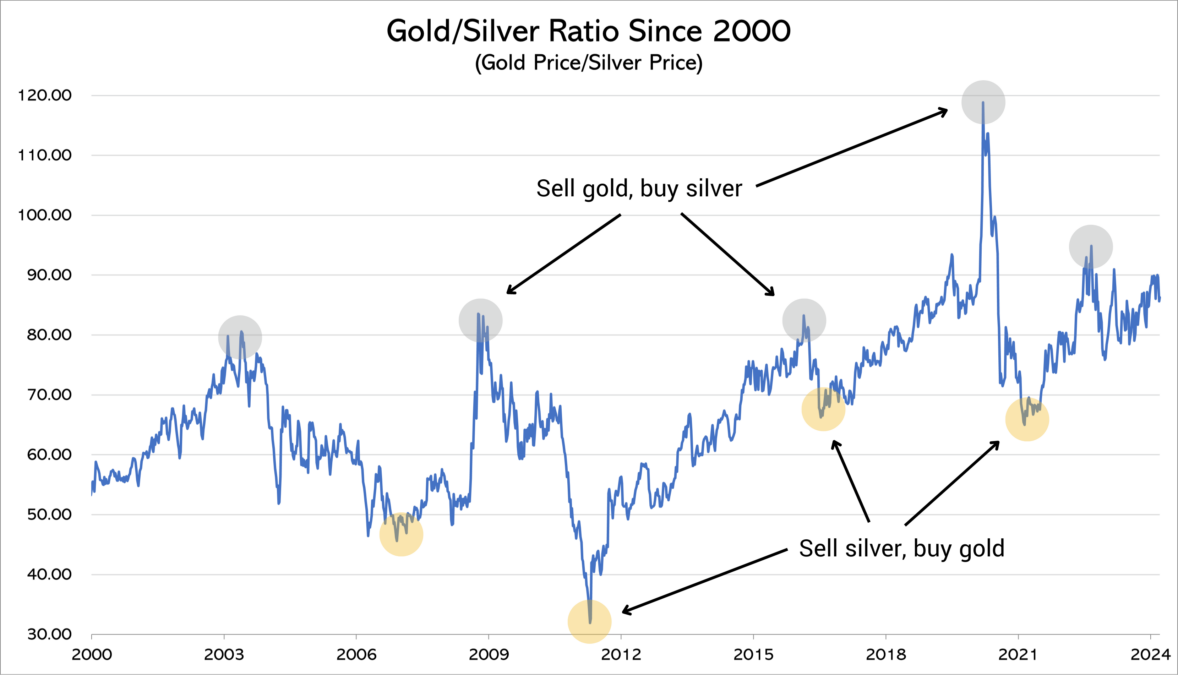 Gold/Silver Ratio Since 2000
(Gold Price/Silver Price)
120.00
110.00
100.00
90.00
80.00
70.00
60.00
50.00
40.00
30.00
Sell gold, buy silver
Sell silver, buy gold
2000 2003 2006 2009 2012 2015 2018 2021 2024